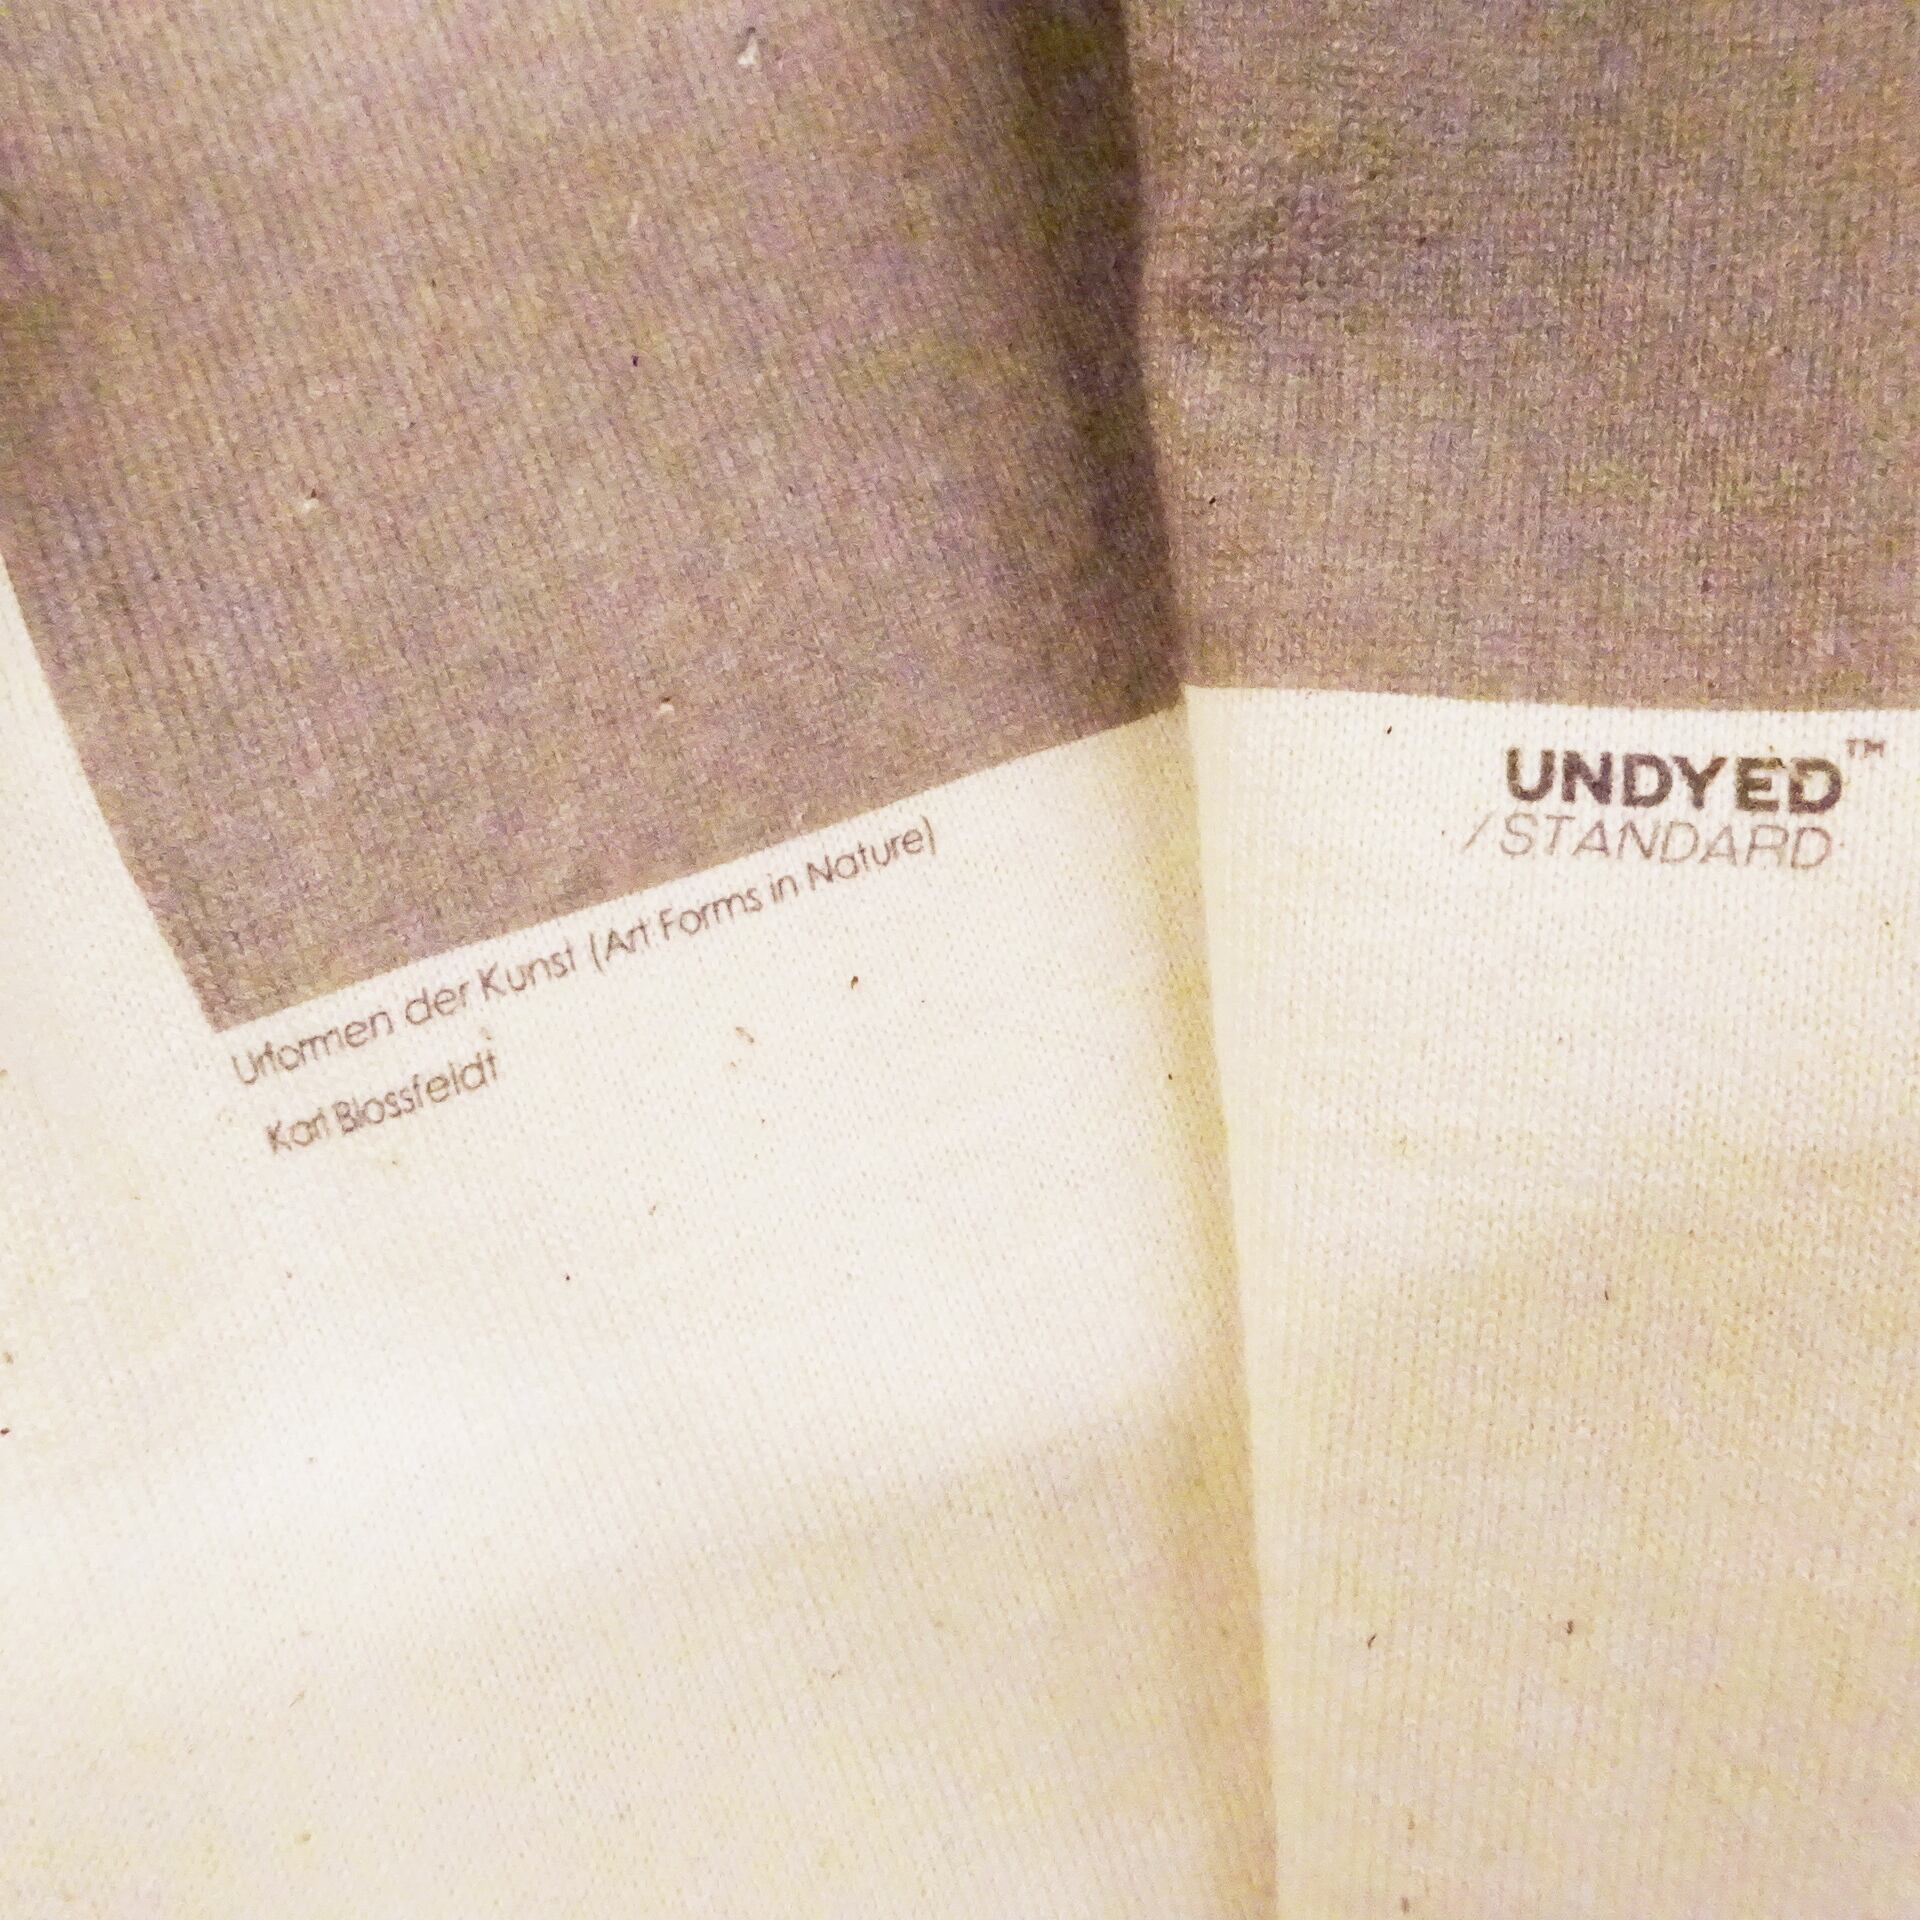 Urformen der Kunst (Art Forms in Nature)
Karl Blossfeldt
UNDYED™
/STANDARD